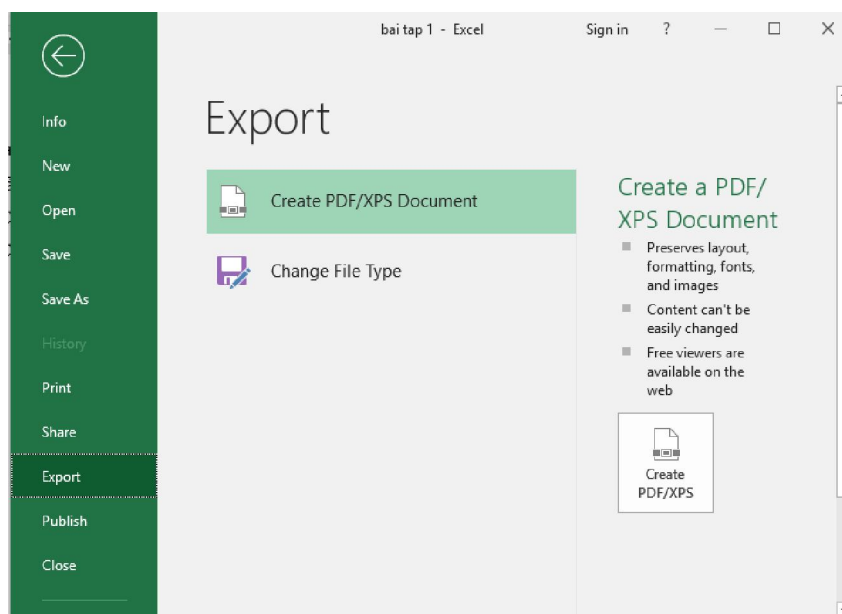 bai tap 1 - Excel
Sign in
?
Info
New
Open
Save
Save As
History
Print
Share
Export
Publish
Close
Export
Create PDF/XPS Document
Change File Type
Create a PDF/
XPS Document
Preserves layout,
formatting, fonts,
and images
Content can't be
easily changed
Free viewers are
available on the
web
Create
PDF/XPS